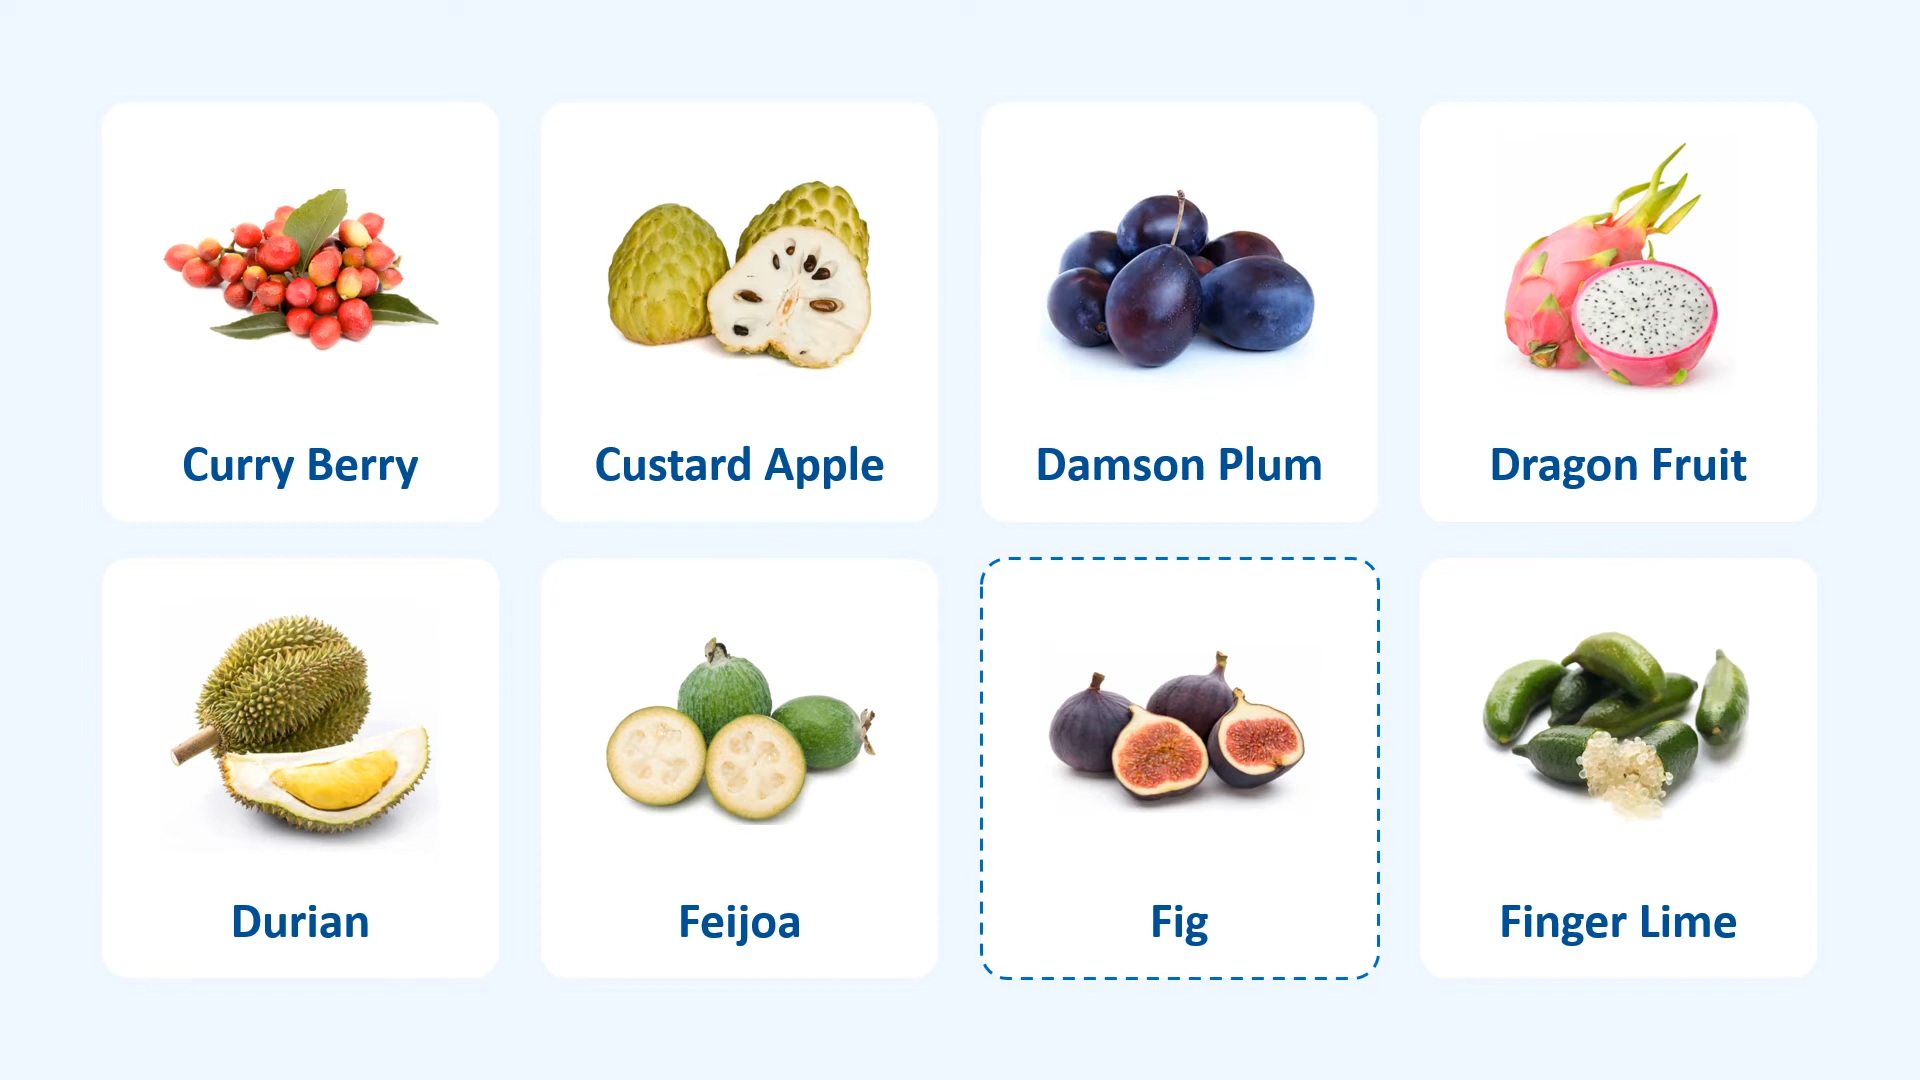 Curry Berry
Custard Apple
Damson Plum
Dragon Fruit
Durian
Feijoa
Fig
Finger Lime